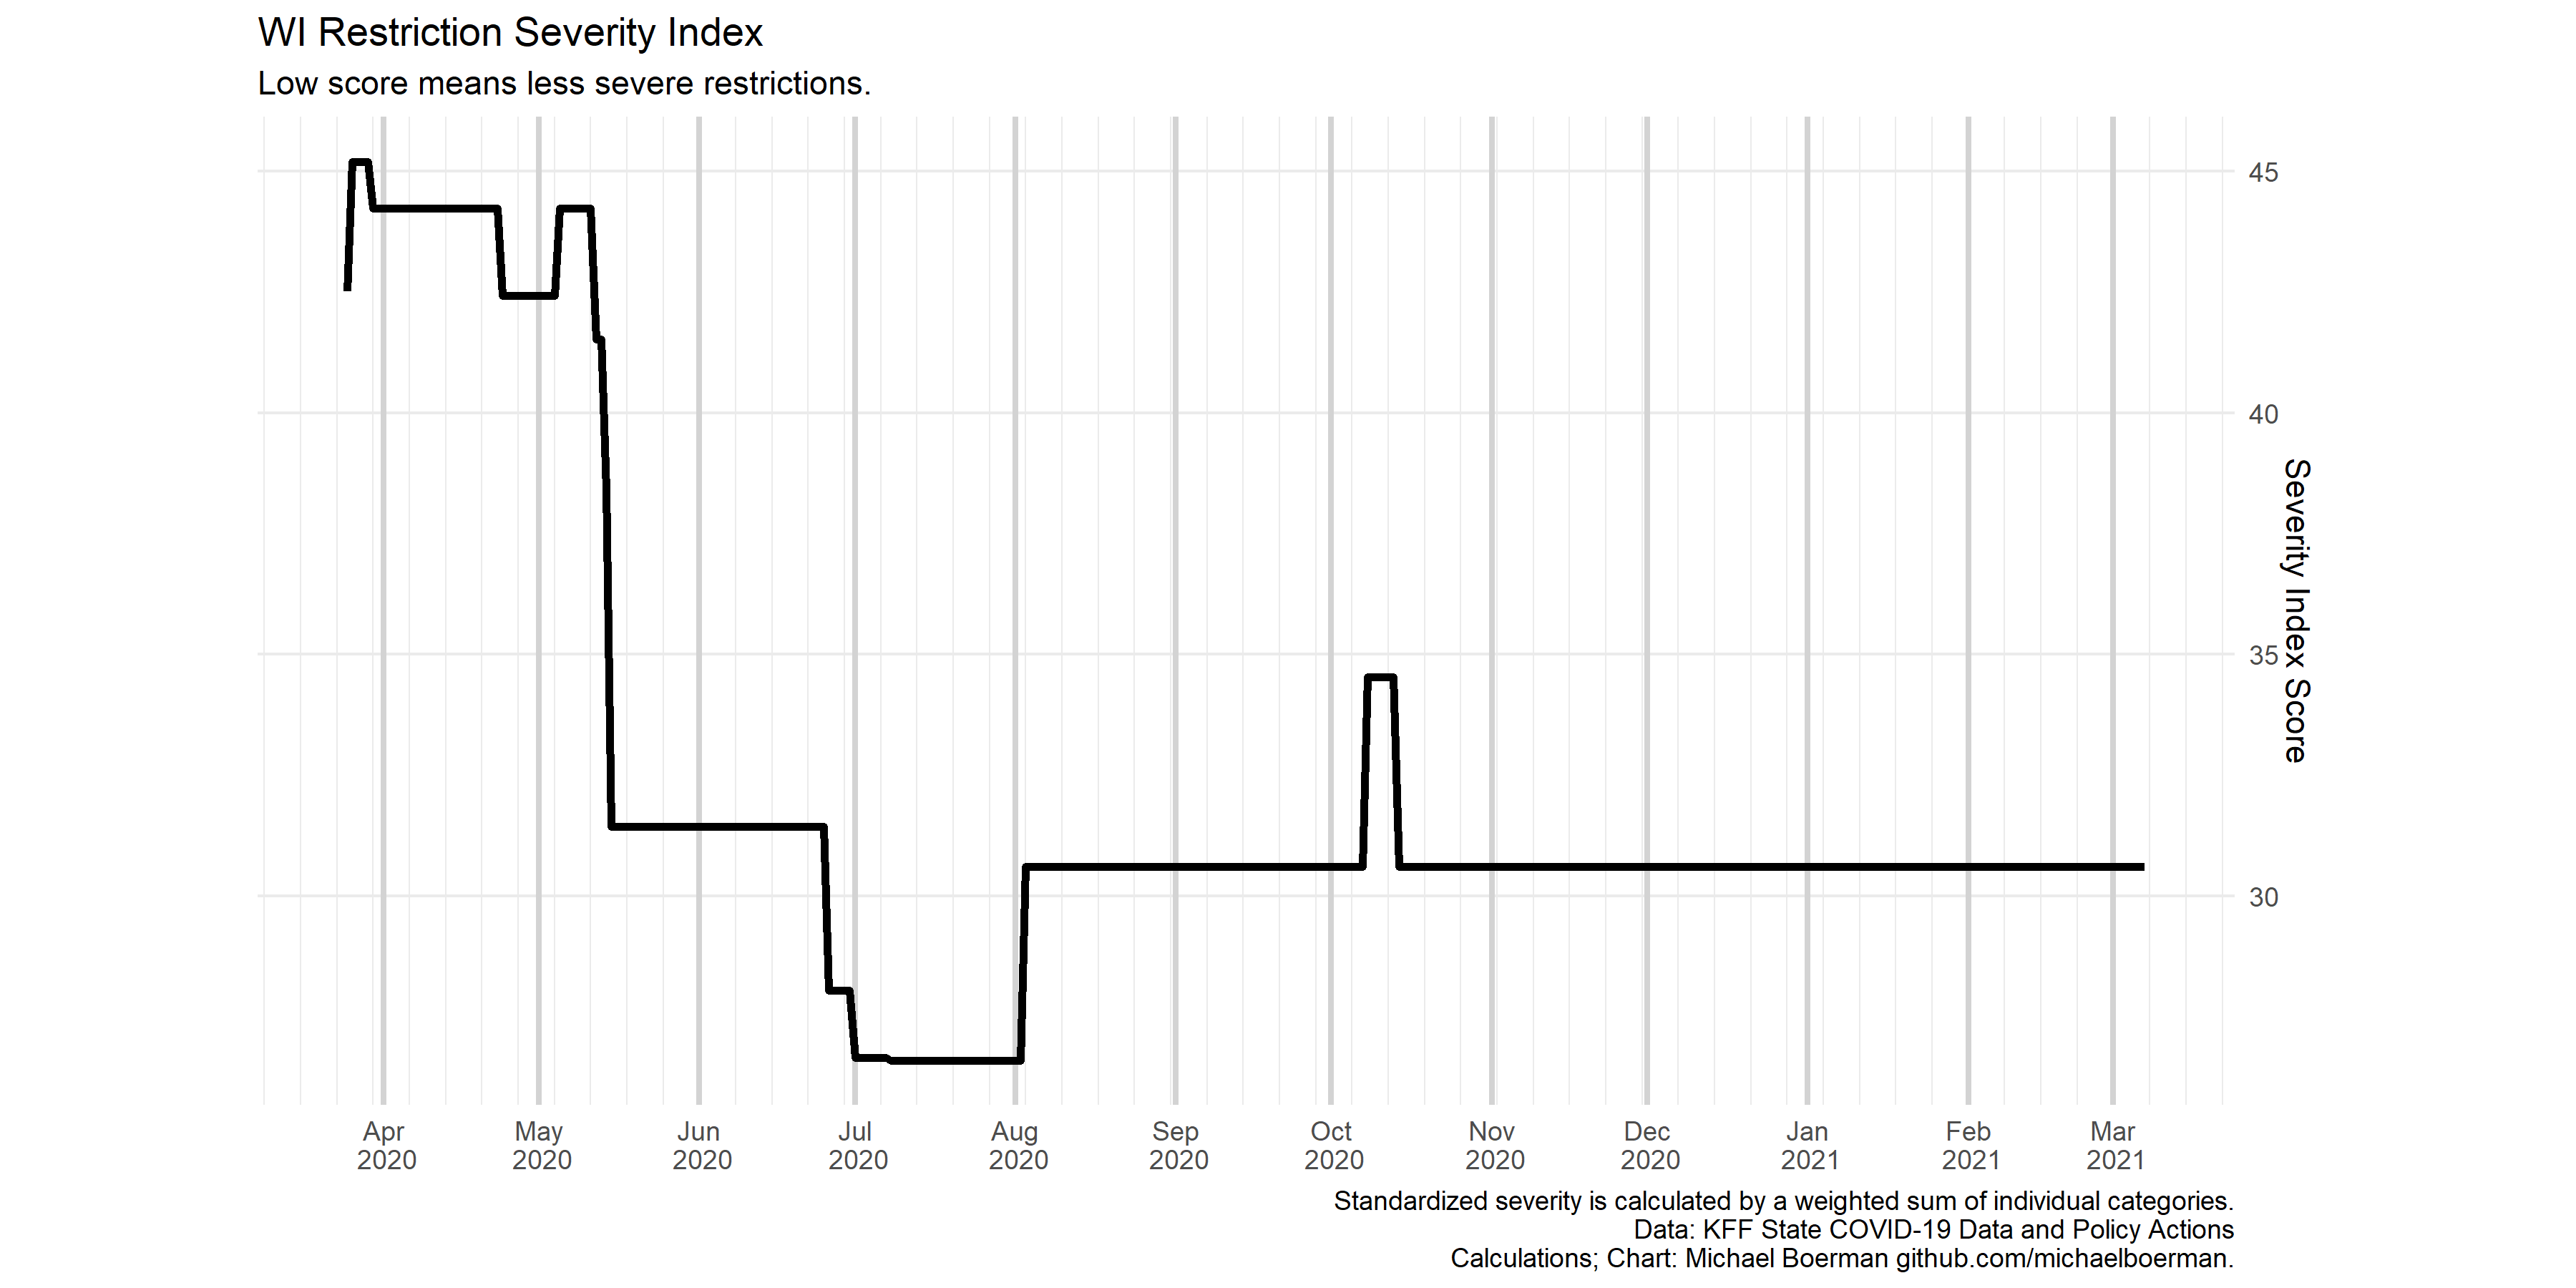 WI Restriction Severity Index
Low score means less severe restrictions.
45
40
35
30
Severity Index Score
Apr 2020
May 2020
Jun 2020
Jul 2020
Aug 2020
Sep 2020
Oct 2020
Nov 2020
Dec 2020
Jan 2021
Feb 2021
Mar 2021
Standardized severity is calculated by a weighted sum of individual categories.
Data: KFF State COVID-19 Data and Policy Actions
Calculations; Chart: Michael Boerman github.com/michaelboerman.